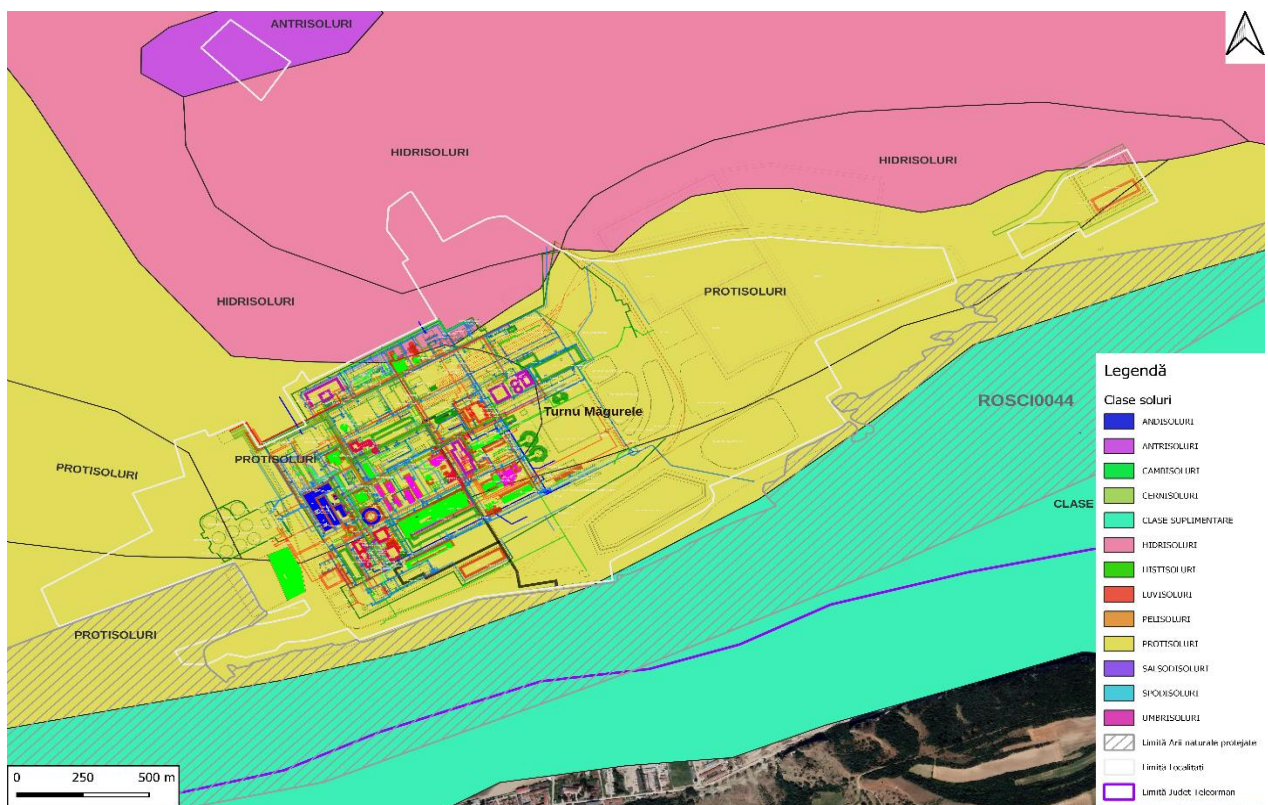 ANTRISOLURI
HIDRISOLURI
HIDRISOLURI
HIDRISOLURI
PROTISOLURI
Turnu Măgurele
PROTISOLURI
PROTISOLURI
PROTISOLURI
ROSCI0044
CLASE
0 250 500 m
Legendă
Clase soluri
ANDISOLURI
ANTRISOLURI
CAMBISOLURI
CERNISOLURI
CLASE SUPLIMENTARE
HIDRISOLURI
HISTISOLURI
LUVISOLURI
PELISOLURI
PROTISOLURI
SALSODISOLURI
SPODISOLURI
UMBRISOLURI
Limită Arii naturale protejate
Limită Localitati
Limită Judet Teleorman